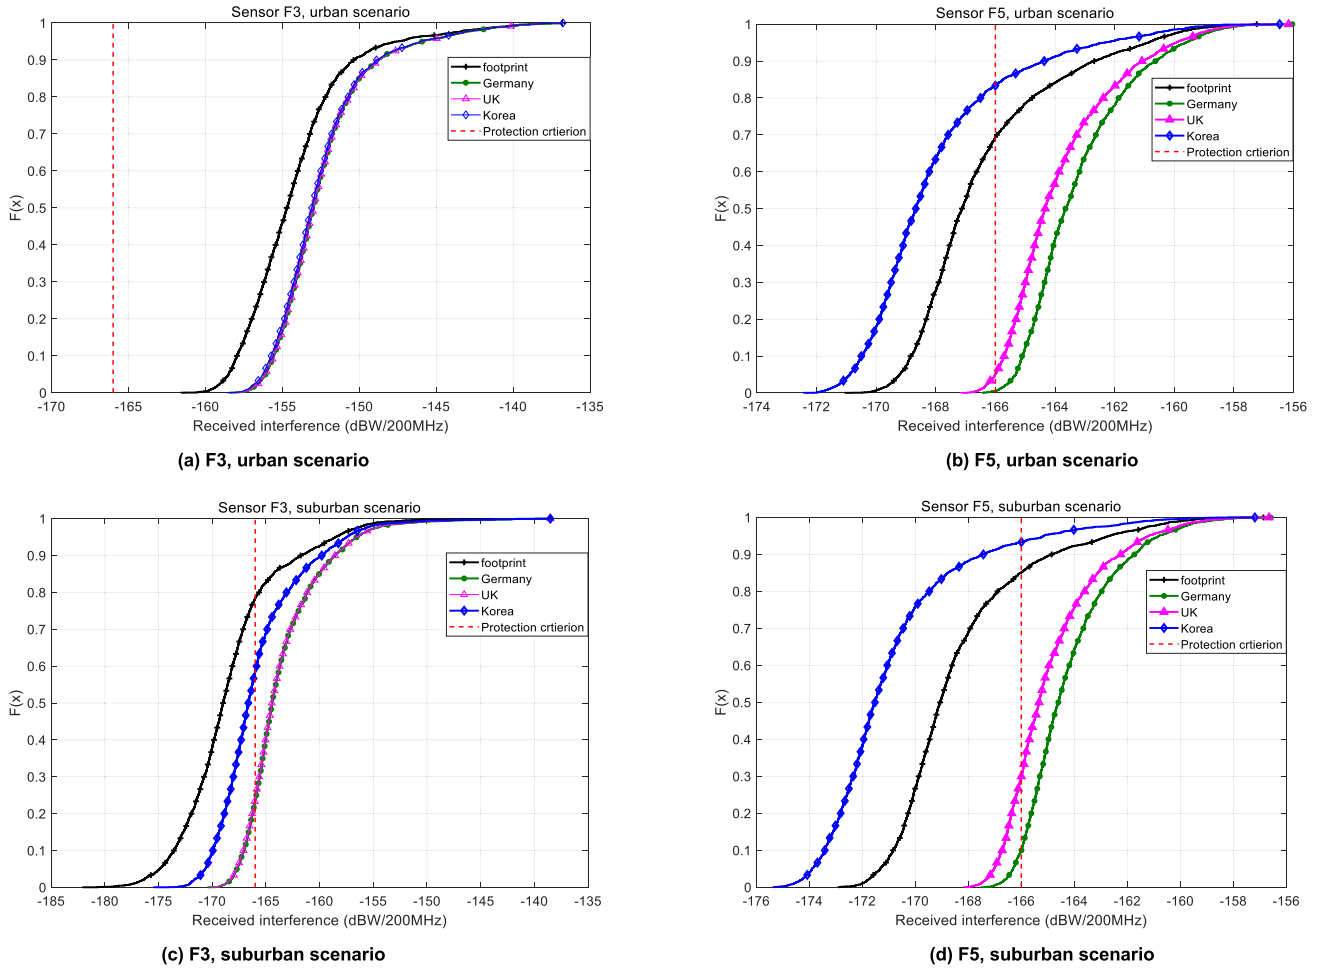 Sensor F3, urban scenario
1
0.9
0.8
0.7
0.6
0.5
0.4
0.3
0.2
0.1
0
F(x)
footprint
Germany
UK
Korea
Protection crtierion
-170 -165 -160 -155 -150 -145 -140 -135
Received interference (dBW/200MHz)
(a) F3, urban scenario
Sensor F5, urban scenario
1
0.9
0.8
0.7
0.6
0.5
0.4
0.3
0.2
0.1
0
F(x)
footprint
Germany
UK
Korea
Protection crtierion
-174 -172 -170 -168 -166 -164 -162 -160 -158 -156
Received interference (dBW/200MHz)
(b) F5, urban scenario
Sensor F3, suburban scenario
1
0.9
0.8
0.7
0.6
0.5
0.4
0.3
0.2
0.1
0
F(x)
footprint
Germany
UK
Korea
Protection crtierion
-185 -180 -175 -170 -165 -160 -155 -150 -145 -140 -135
Received interference (dBW/200MHz)
(c) F3, suburban scenario
Sensor F5, suburban scenario
1
0.9
0.8
0.7
0.6
0.5
0.4
0.3
0.2
0.1
0
F(x)
footprint
Germany
UK
Korea
Protection crtierion
-176 -174 -172 -170 -168 -166 -164 -162 -160 -158 -156
Received interference (dBW/200MHz)
(d) F5, suburban scenario